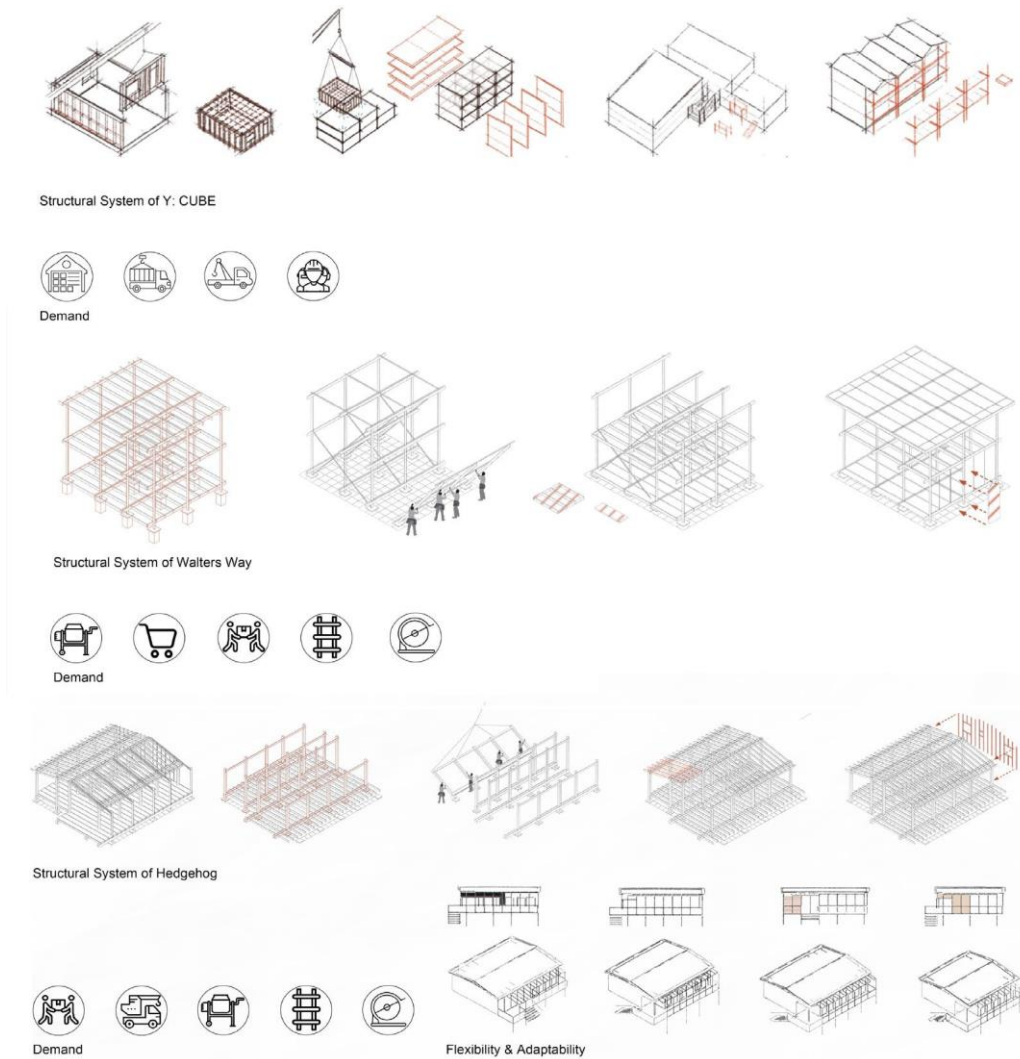 Structural System of Y: CUBE
Demand
Structural System of Walters Way
Demand
Structural System of Hedgehog
Demand
Flexibility & Adaptability